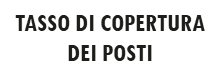 TASSO DI COPERTURA
DEI POSTI